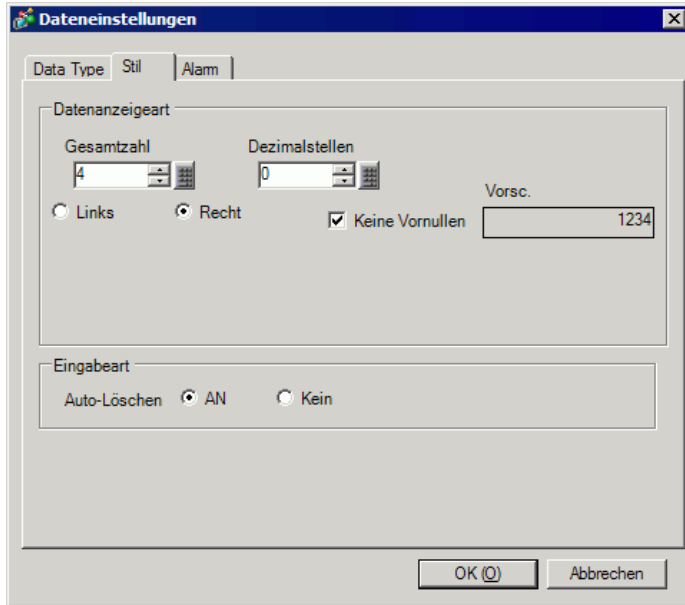 Dateneinstellungen
Data Type Stil Alarm
Datenanzeigeart
Gesamtzahl Dezimalstellen
4 0
Vorsc.
Links Recht Keine Vornullen 1234
Eingabeart
Auto-Löschen AN Kein
OK (O) Abbrechen